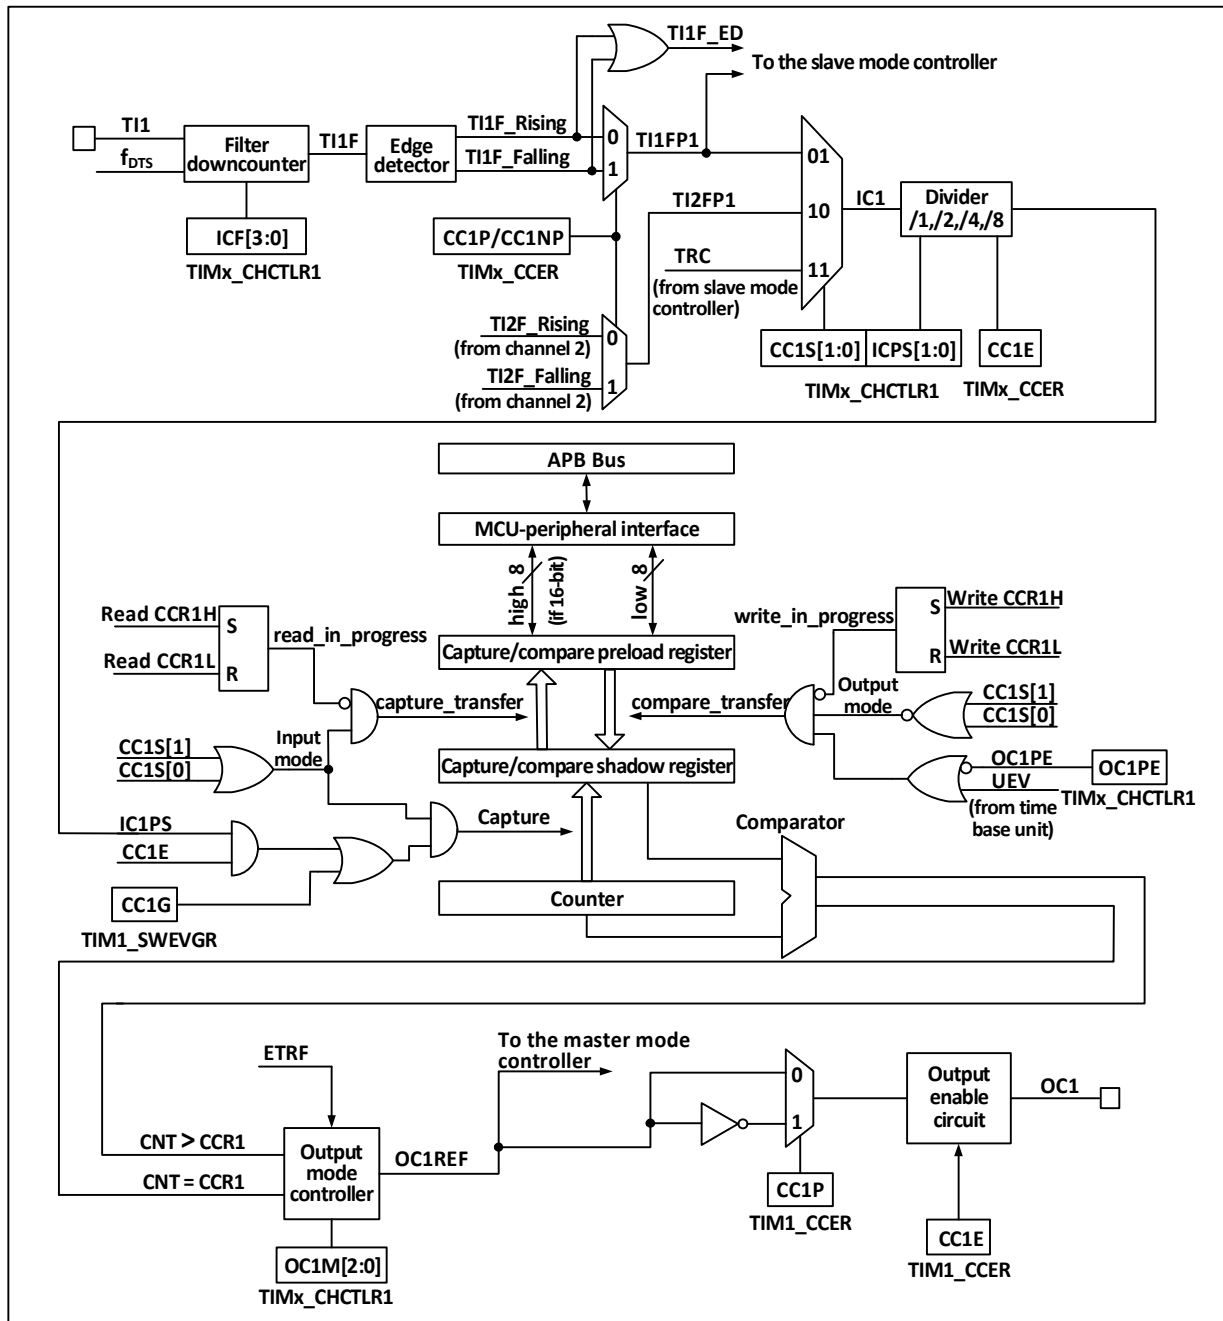 TI1F_ED
To the slave mode controller
TI1
fDTS
Filter
downcounter
TI1F
Edge
detector
TI1F_Rising
TI1F_Falling
0
1
TI1FP1
01
TI2FP1
10
IC1
Divider
/1,/2,/4,/8
ICF[3:0]
TIMx_CHCTLR1
CC1P/CC1NP
TIMx_CCER
TRC
11
(from slave mode
controller)
TI2F_Rising
(from channel 2)
0
TI2F_Falling
1
(from channel 2)
CC1S[1:0]
ICPS[1:0]
CC1E
TIMx_CHCTLR1
TIMx_CCER
APB Bus
MCU-peripheral interface
high 8
(if 16-bit)
low 8
Read CCR1H
S
read_in_progress
Read CCR1L
R
write_in_progress
S
Write CCR1H
R
Write CCR1L
Capture/compare preload register
capture_transfer
compare_transfer
Output
mode
CC1S[1]
CC1S[0]
CC1S[1]
CC1S[0]
Input
mode
Capture/compare shadow register
OC1PE
OC1PE
UEV
TIMx_CHCTLR1
(from time
base unit)
IC1PS
CC1E
Capture
Comparator
CC1G
TIM1_SWEVGR
Counter
ETRF
To the master mode
controller
CNT > CCR1
CNT = CCR1
Output
mode
controller
OC1REF
0
1
Output
enable
circuit
OC1
CC1P
TIM1_CCER
CC1E
TIM1_CCER
OC1M[2:0]
TIMx_CHCTLR1